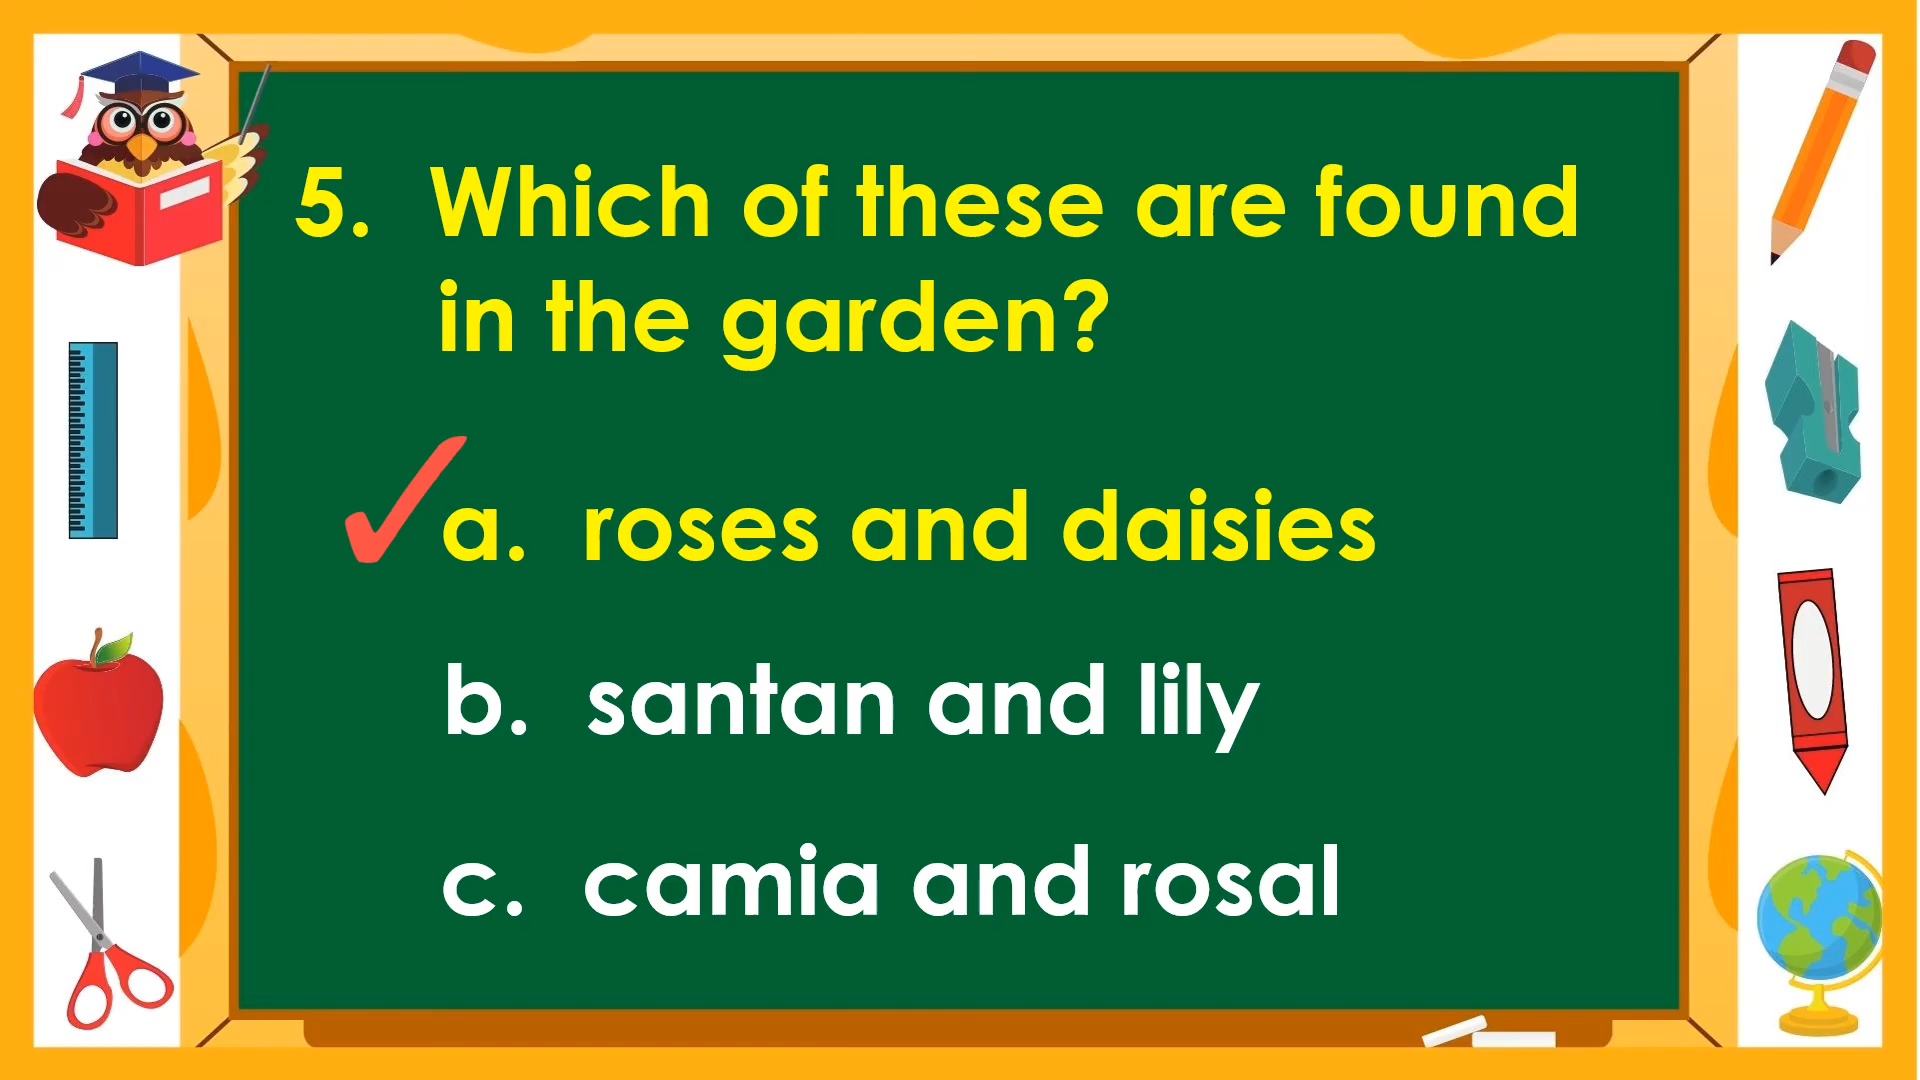 5. Which of these are found
in the garden?
a. roses and daisies
b. santan and lily
c. camia and rosal